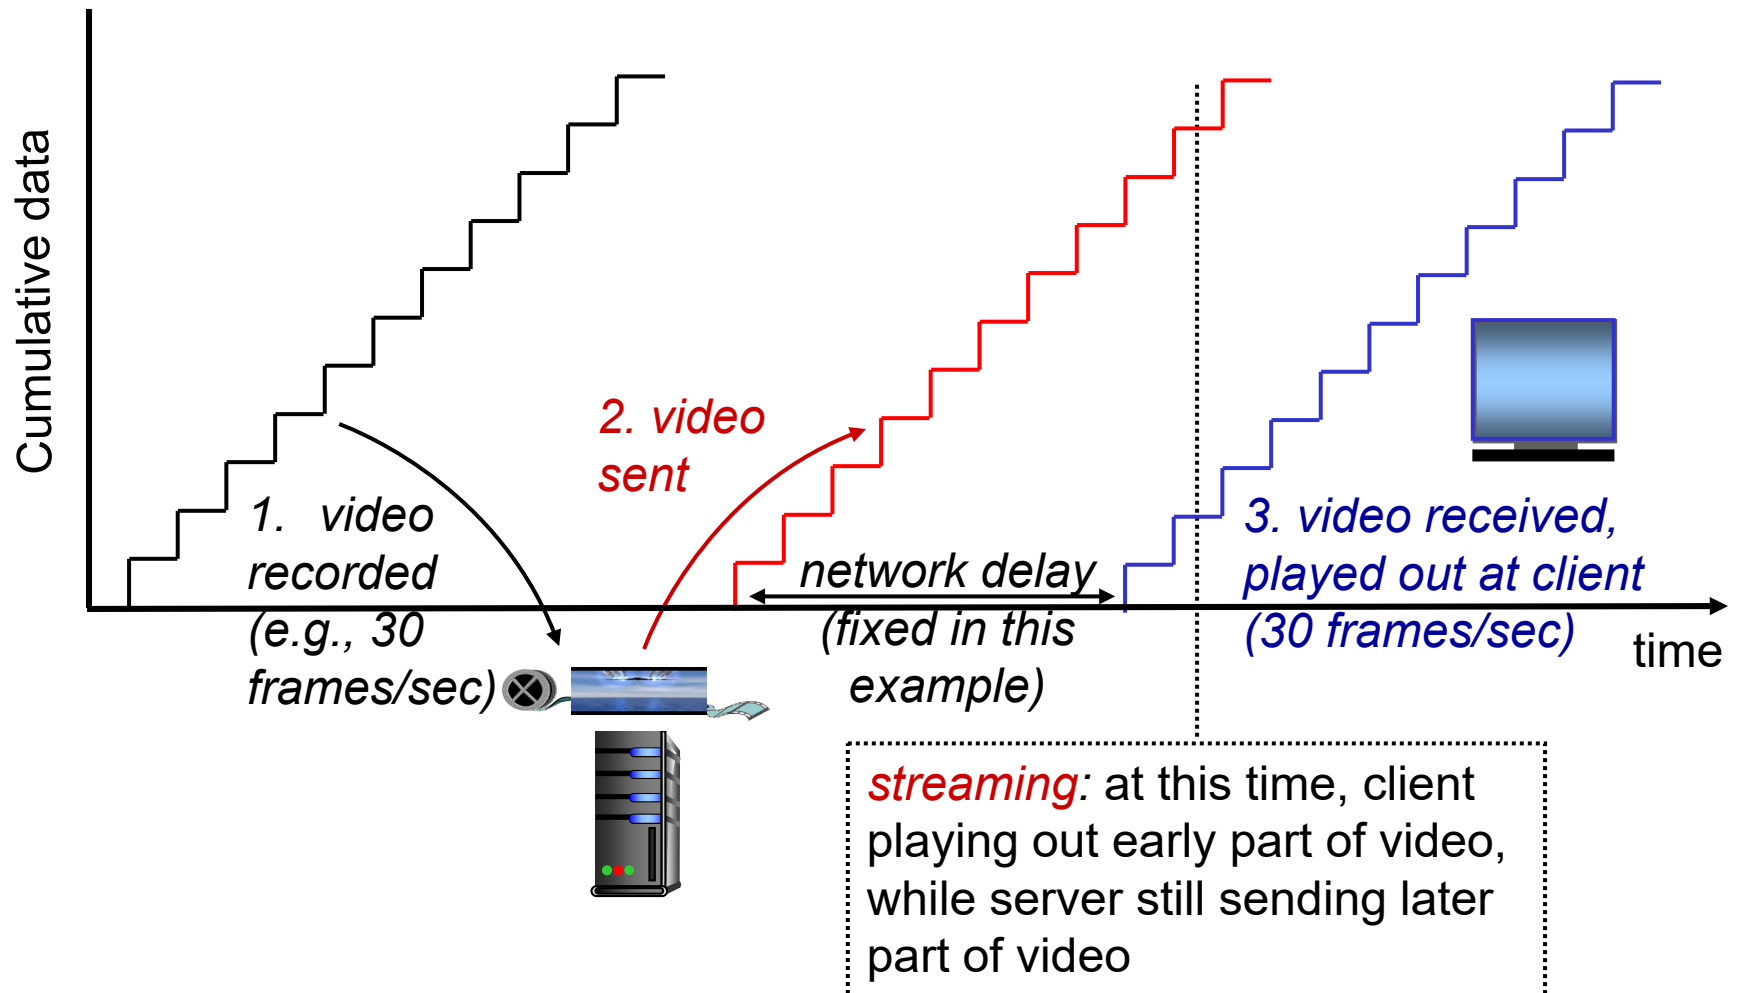 Cumulative data
1. video
recorded
(e.g., 30
frames/sec)
2. video
sent
network delay
(fixed in this
example)
3. video received,
played out at client
(30 frames/sec)
time
streaming: at this time, client
playing out early part of video,
while server still sending later
part of video